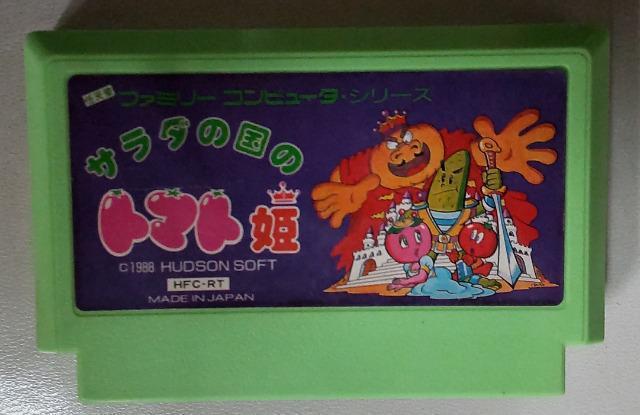 ファミリー コンピュータ・シリーズ
サラダの国の
トマト姫
©1988 HUDSON SOFT
HFC-RT
MADE IN JAPAN